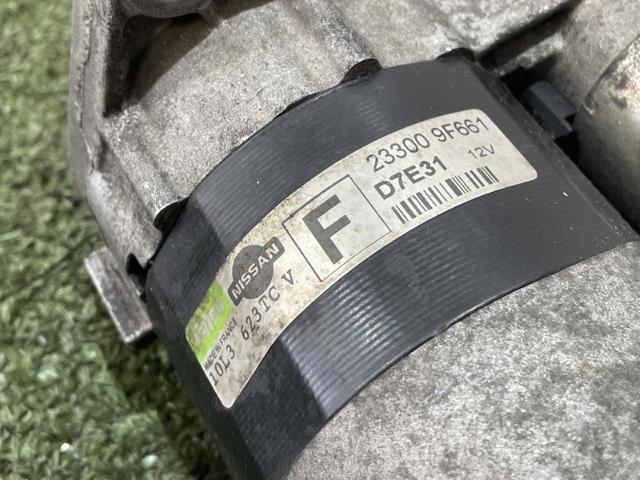 23300 9F661
D7E31 12V
F
NISSAN
MADE IN FRANCE
10L3 623TC V